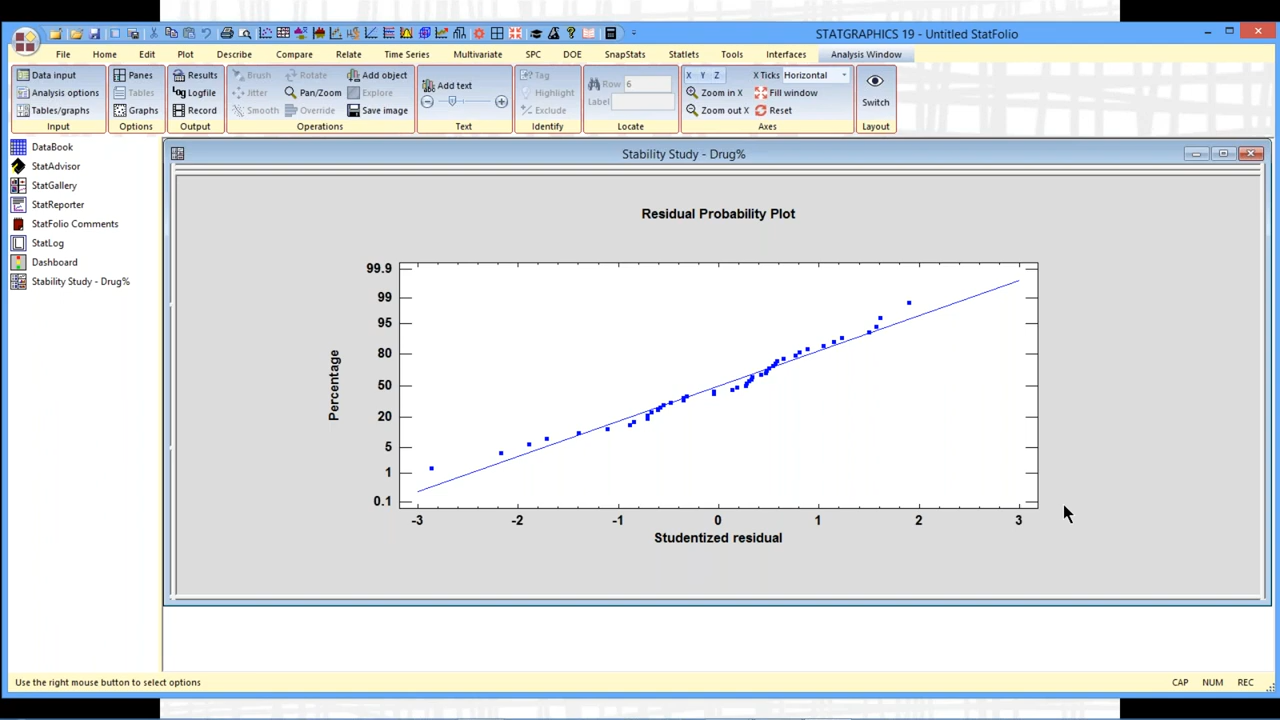 STATGRAPHICS 19 - Untitled StatFolio
File Home Edit Plot Describe Compare Relate Time Series Multivariate SPC DOE SnapStats Statlets Tools Interfaces Analysis Window
Data input Panes Results Brush Rotate Add object Add text Tag Row 6 X Y Z X Ticks Horizontal
Analysis options Tables Logfile Jitter Pan/Zoom Explore Highlight Label Zoom in X Fill window Switch
Tables/graphs Graphs Record Smooth Override Save image Exclude Zoom out X Reset
Input Options Output Operations Text Identify Locate Axes Layout
DataBook
StatAdvisor
StatGallery
StatReporter
StatFolio Comments
StatLog
Dashboard
Stability Study - Drug%
Stability Study - Drug%
Residual Probability Plot
99.9
99
95
80
50
20
5
1
0.1
Percentage
-3 -2 -1 0 1 2 3
Studentized residual
Use the right mouse button to select options
CAP NUM REC